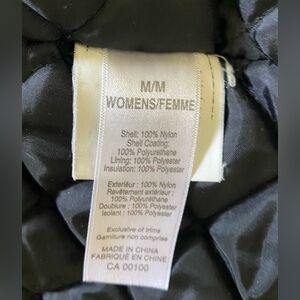 M/M
WOMENS/FEMME
Shell: 100% Nylon
Shell Coating:
100% Polyurethane
Lining: 100% Polyester
Insulation: 100% Polyester
Extérieur : 100% Nylon
Revêtement extérieur :
100% Polyurethane
Doublure : 100% Polyester
Isolant : 100% Polyester
Exclusive of trims
Garniture non comprise
MADE IN CHINA
FABRIQUÉ EN CHINE
CA 00100